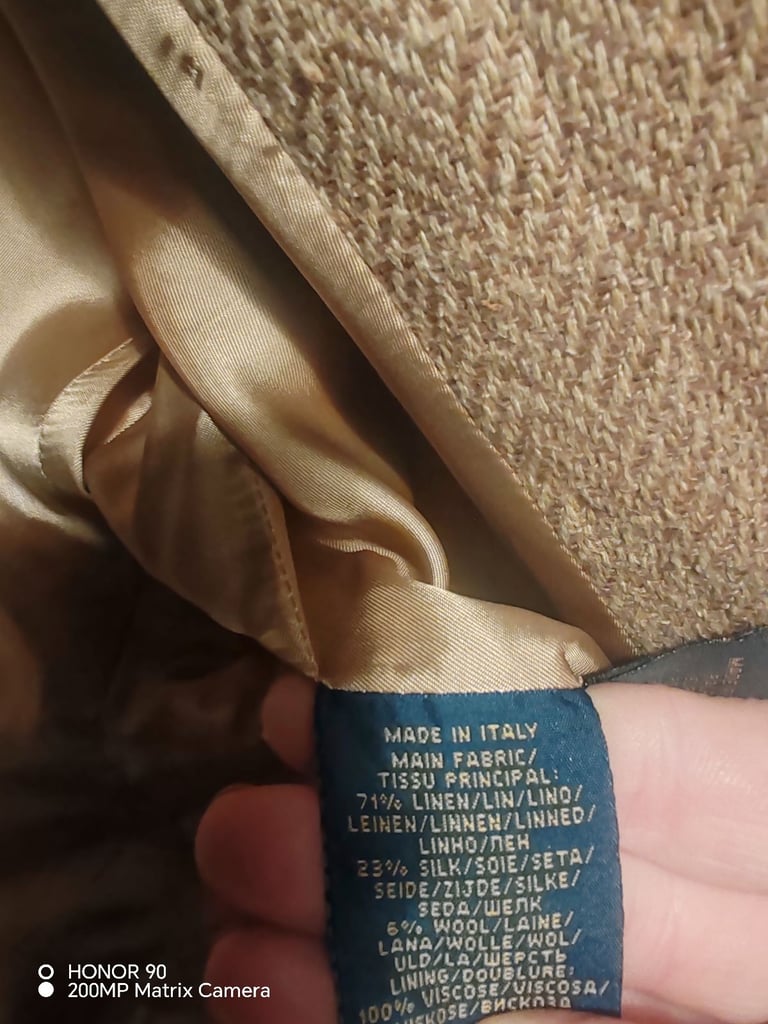 MADE IN ITALY
MAIN FABRIC/
TISSU PRINCIPAL:
71% LINEN/LIN/LINO/
LEINEN/LINNEN/LINNED/
LINHO/ЛЕН
23% SILK/SOIE/SETA/
SEIDE/ZIJDE/SILKE/
SEDA/ШЕЛК
6% WOOL/LAINE/
LANA/WOLLE/WOL/
ULD/LA/ШЕРСТЬ
LINING/DOUBLURE:
100% VISCOSE/VISCOSA/
VISKOSE/ВИСКОЗА
HONOR 90
200MP Matrix Camera